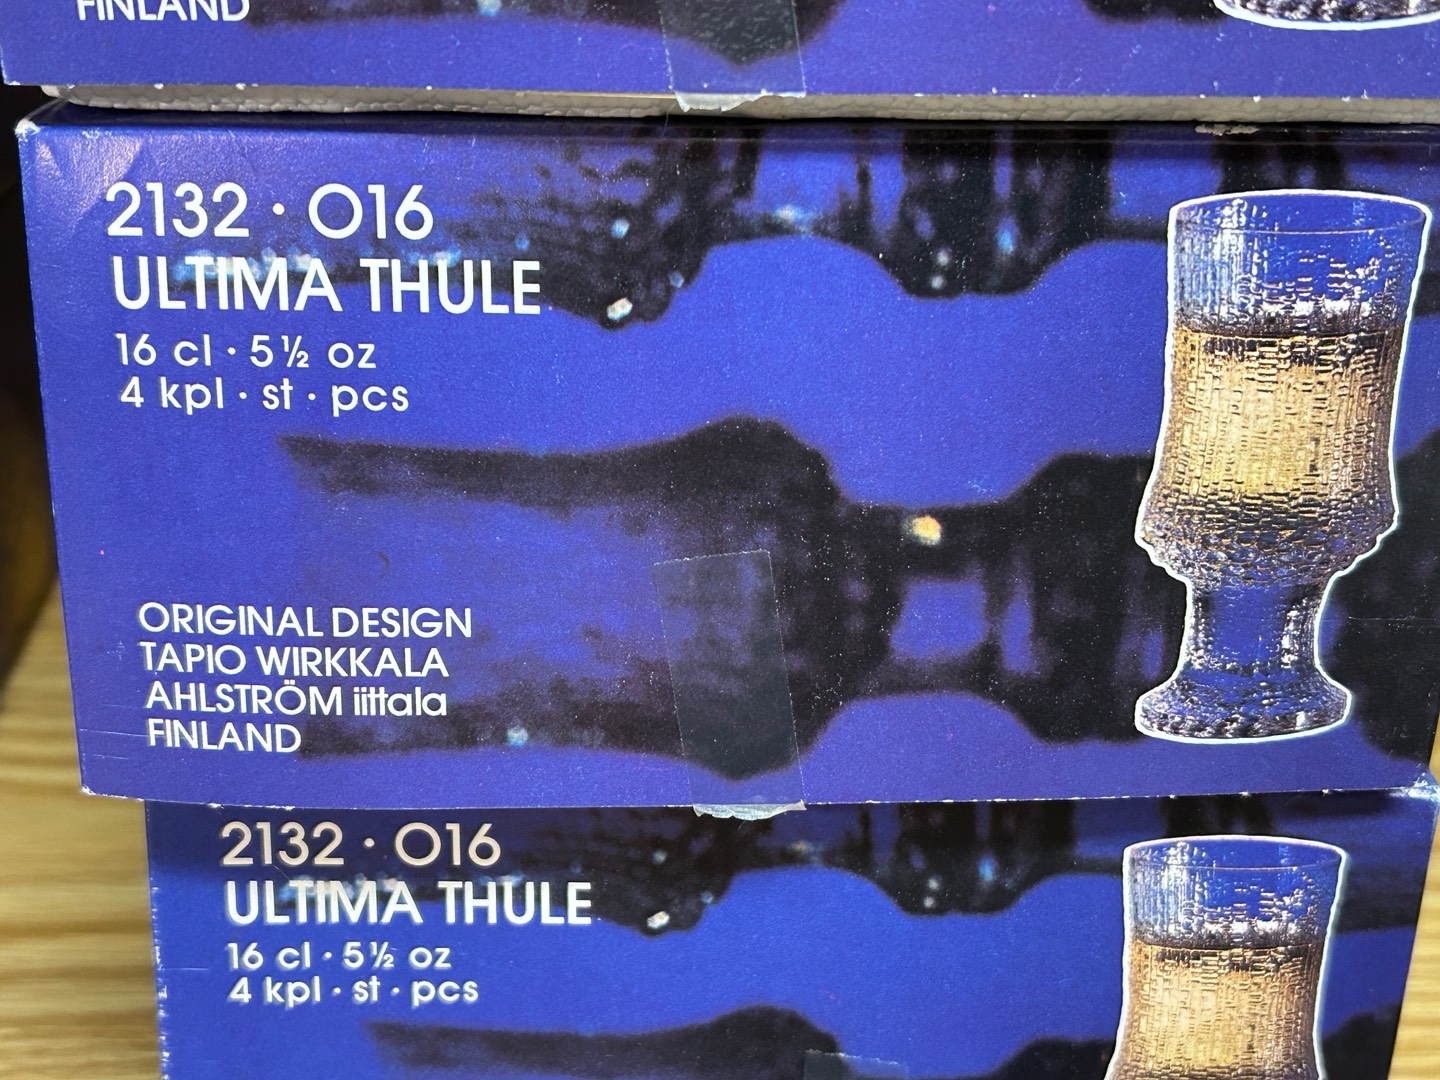 FINLAND
2132 · O16
ULTIMA THULE
16 cl · 5½ oz
4 kpl · st · pcs
ORIGINAL DESIGN
TAPIO WIRKKALA
AHLSTRÖM iittala
FINLAND
2132 · O16
ULTIMA THULE
16 cl · 5½ oz
4 kpl · st · pcs